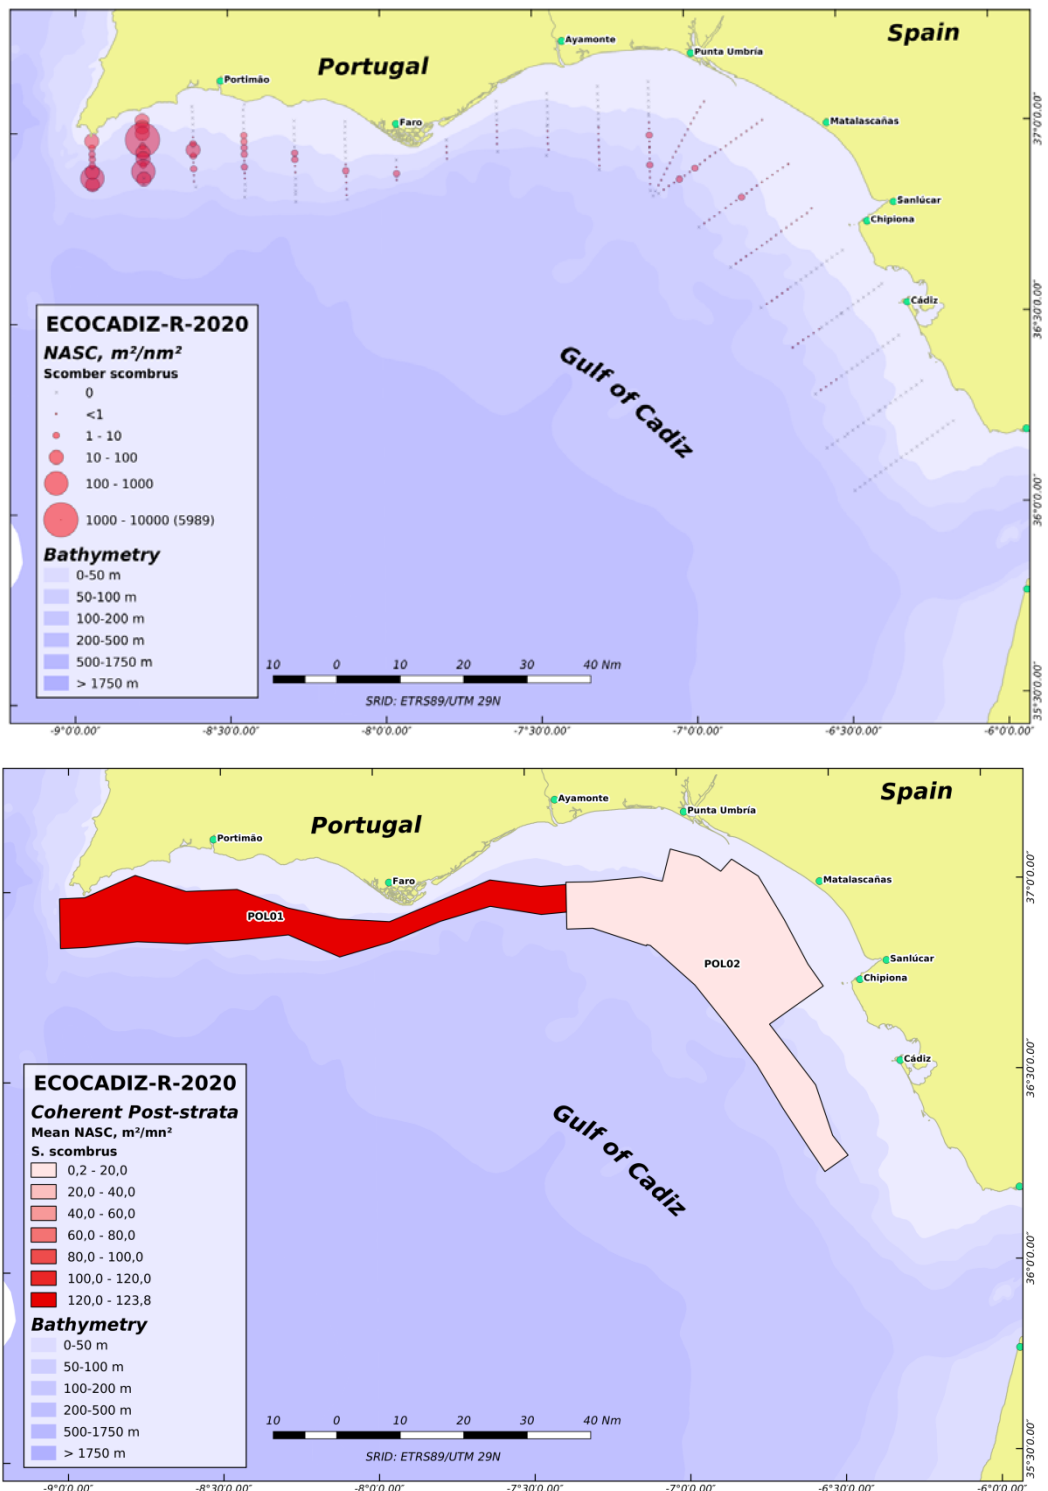 Spain
Ayamonte
Punta Umbría
Portugal
Portimão
Faro
Matalascañas
37°0'0.00"
Sanlúcar
Chipiona
Cádiz
36°30'0.00"
ECOCADIZ-R-2020
NASC, m²/nm²
Scomber scombrus
0
<1
1 - 10
10 - 100
100 - 1000
1000 - 10000 (5989)
Bathymetry
0-50 m
50-100 m
100-200 m
200-500 m
500-1750 m
> 1750 m
Gulf of Cadiz
36°0'0.00"
10 0 10 20 30 40 Nm
SRID: ETRS89/UTM 29N
35°30'0.00"
-9°0'0.00" -8°30'0.00" -8°0'0.00" -7°30'0.00" -7°0'0.00" -6°30'0.00" -6°0'0.00"
Spain
Ayamonte
Punta Umbría
Portugal
Portimão
Faro
Matalascañas
37°0'0.00"
POL01
POL02
Sanlúcar
Chipiona
Cádiz
36°30'0.00"
ECOCADIZ-R-2020
Coherent Post-strata
Mean NASC, m²/mn²
S. scombrus
0,2 - 20,0
20,0 - 40,0
40,0 - 60,0
60,0 - 80,0
80,0 - 100,0
100,0 - 120,0
120,0 - 123,8
Bathymetry
0-50 m
50-100 m
100-200 m
200-500 m
500-1750 m
> 1750 m
Gulf of Cadiz
36°0'0.00"
10 0 10 20 30 40 Nm
SRID: ETRS89/UTM 29N
35°30'0.00"
-9°0'0.00" -8°30'0.00" -8°0'0.00" -7°30'0.00" -7°0'0.00" -6°30'0.00" -6°0'0.00"